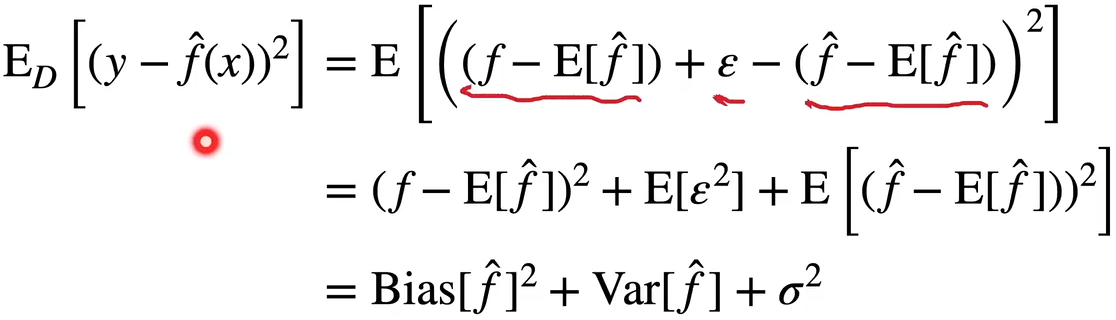 E_D [(y − f̂(x))²] = E [((f − E[f̂]) + ε − (f̂ − E[f̂]))²]
= (f − E[f̂])² + E[ε²] + E [(f̂ − E[f̂]))²]
= Bias[f̂]² + Var[f̂] + σ²